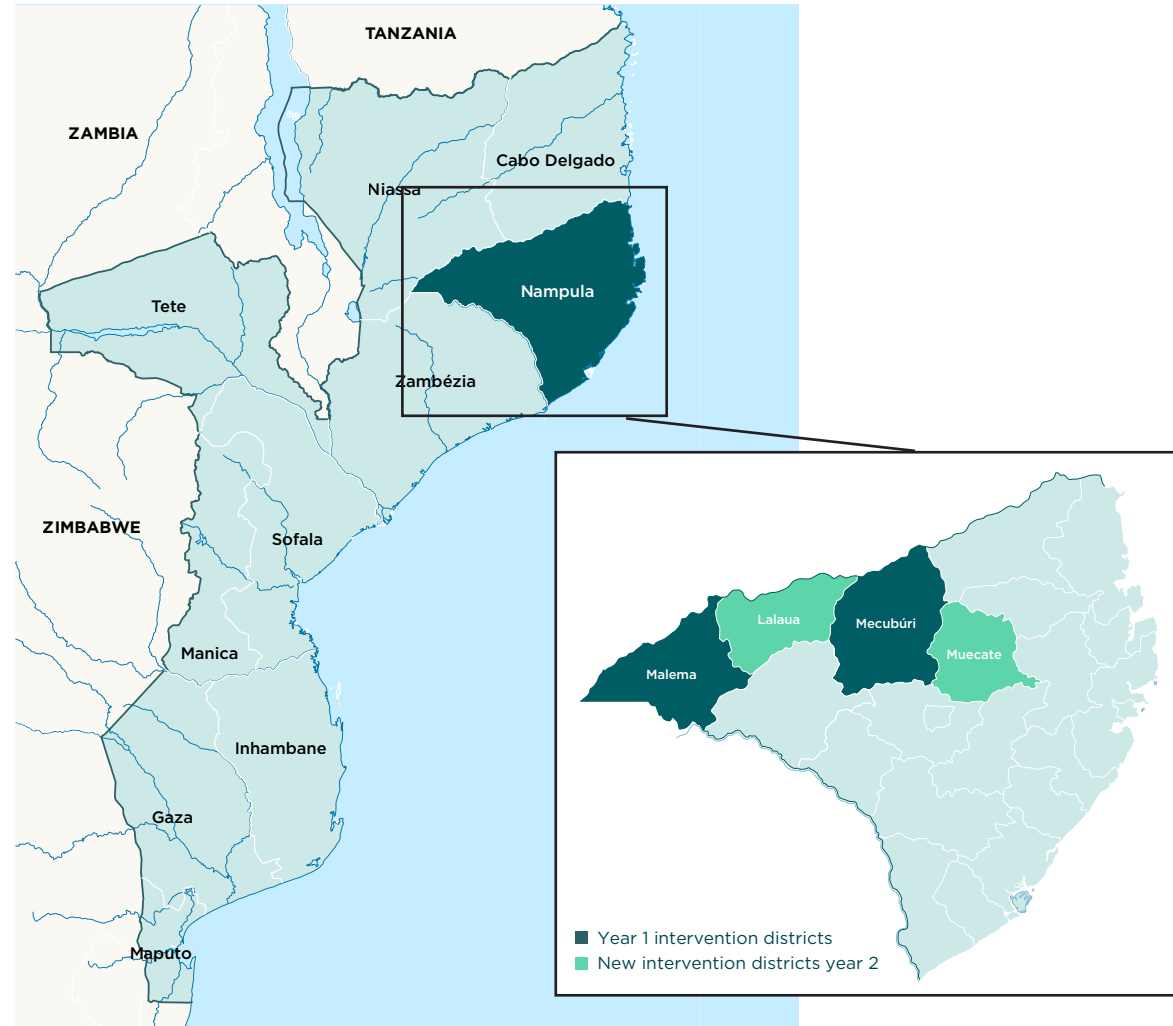 TANZANIA
ZAMBIA
Cabo Delgado
Niassa
Nampula
Tete
Zambézia
ZIMBABWE
Sofala
Manica
Inhambane
Gaza
Maputo
Lalaua
Mecubúri
Muecate
Malema
Year 1 intervention districts
New intervention districts year 2